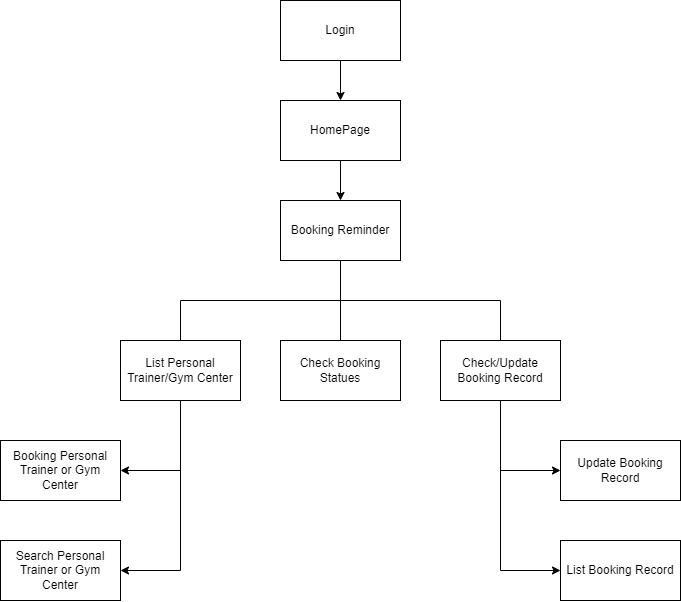 Login
HomePage
Booking Reminder
List Personal
Trainer/Gym Center
Check Booking
Statues
Check/Update
Booking Record
Booking Personal
Trainer or Gym
Center
Update Booking
Record
Search Personal
Trainer or Gym
Center
List Booking Record